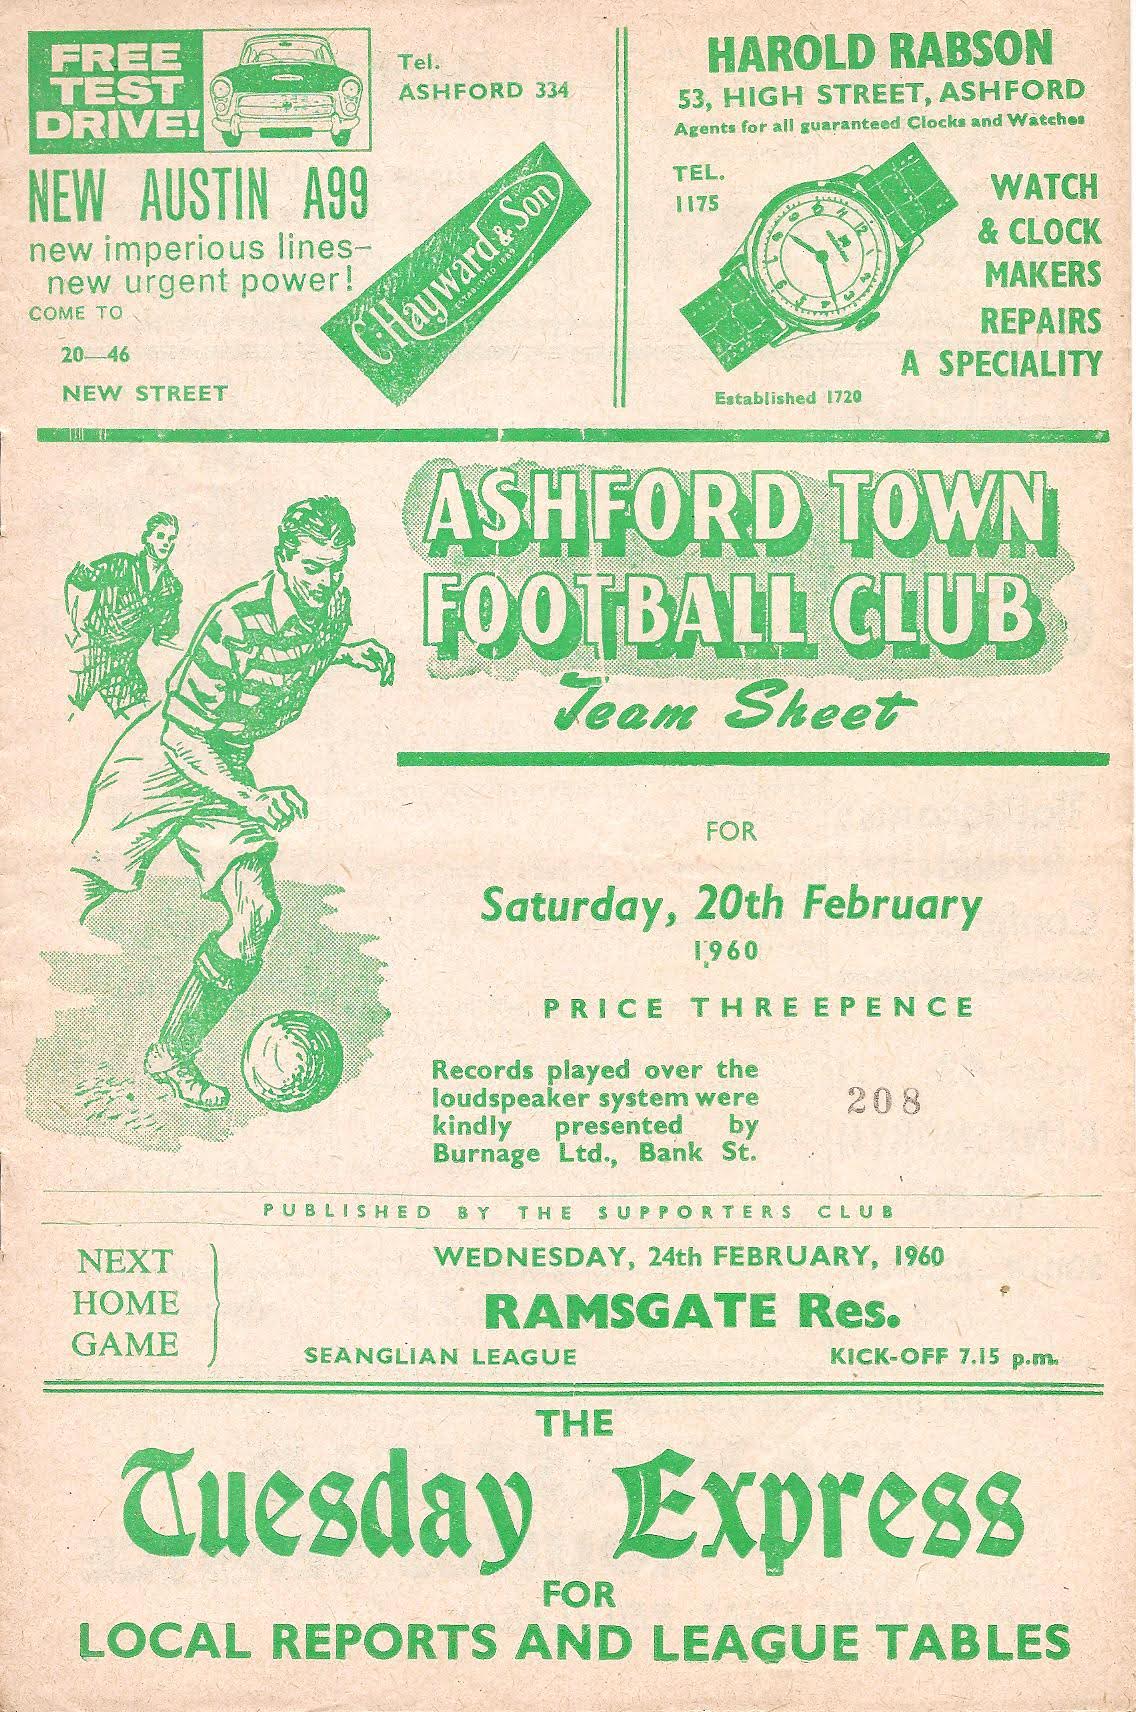 FREE
TEST
DRIVE!
NEW AUSTIN A99
new imperious lines—
new urgent power!
COME TO
20—46
NEW STREET
Tel.
ASHFORD 334
C Hayward & Son
ESTABLISHED 1889
HAROLD RABSON
53, HIGH STREET, ASHFORD
Agents for all guaranteed Clocks and Watches
TEL.
1175
WATCH
& CLOCK
MAKERS
REPAIRS
A SPECIALITY
Established 1720
ASHFORD TOWN
FOOTBALL CLUB
Team Sheet
FOR
Saturday, 20th February
1960
PRICE THREEPENCE
Records played over the
loudspeaker system were
kindly presented by
Burnage Ltd., Bank St.
208
PUBLISHED BY THE SUPPORTERS CLUB
NEXT
HOME
GAME
WEDNESDAY, 24th FEBRUARY, 1960
RAMSGATE Res.
SEANGLIAN LEAGUE KICK-OFF 7.15 p.m.
THE
Tuesday Express
FOR
LOCAL REPORTS AND LEAGUE TABLES